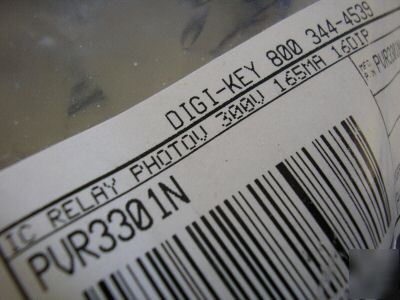 DIGI-KEY 800 344-4539
IC RELAY PHOTOV 300V 165MA 16DIP
PVR3301N